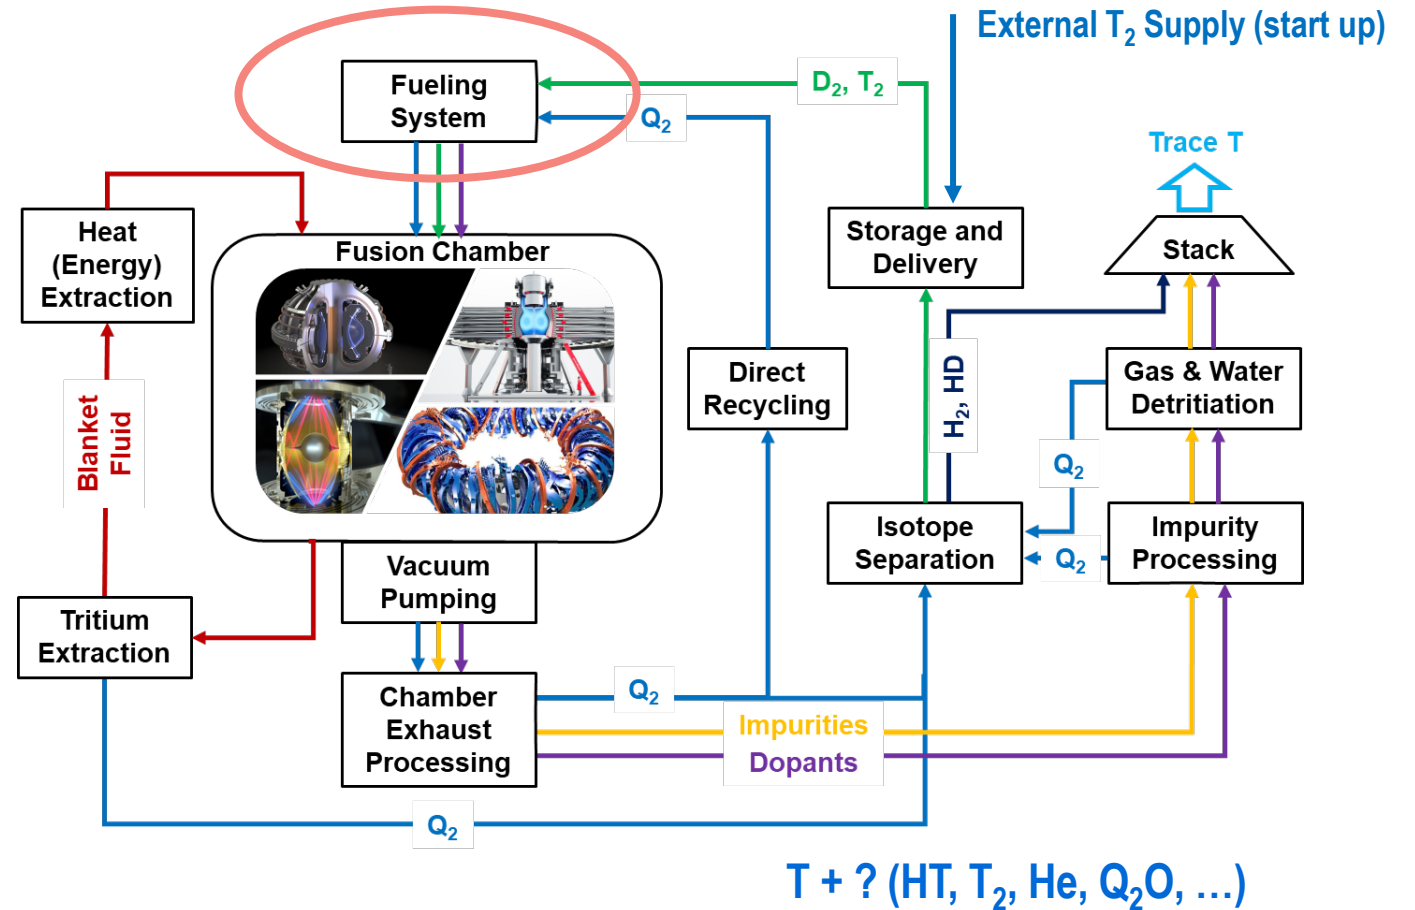 External T₂ Supply (start up)
Fueling
System
D₂, T₂
Q₂
Trace T
Heat
(Energy)
Extraction
Fusion Chamber
Storage and
Delivery
Stack
Direct
Recycling
H₂, HD
Gas & Water
Detritiation
Blanket
Fluid
Q₂
Isotope
Separation
Q₂
Impurity
Processing
Vacuum
Pumping
Tritium
Extraction
Chamber
Exhaust
Processing
Q₂
Impurities
Dopants
Q₂
T + ? (HT, T₂, He, Q₂O, ...)